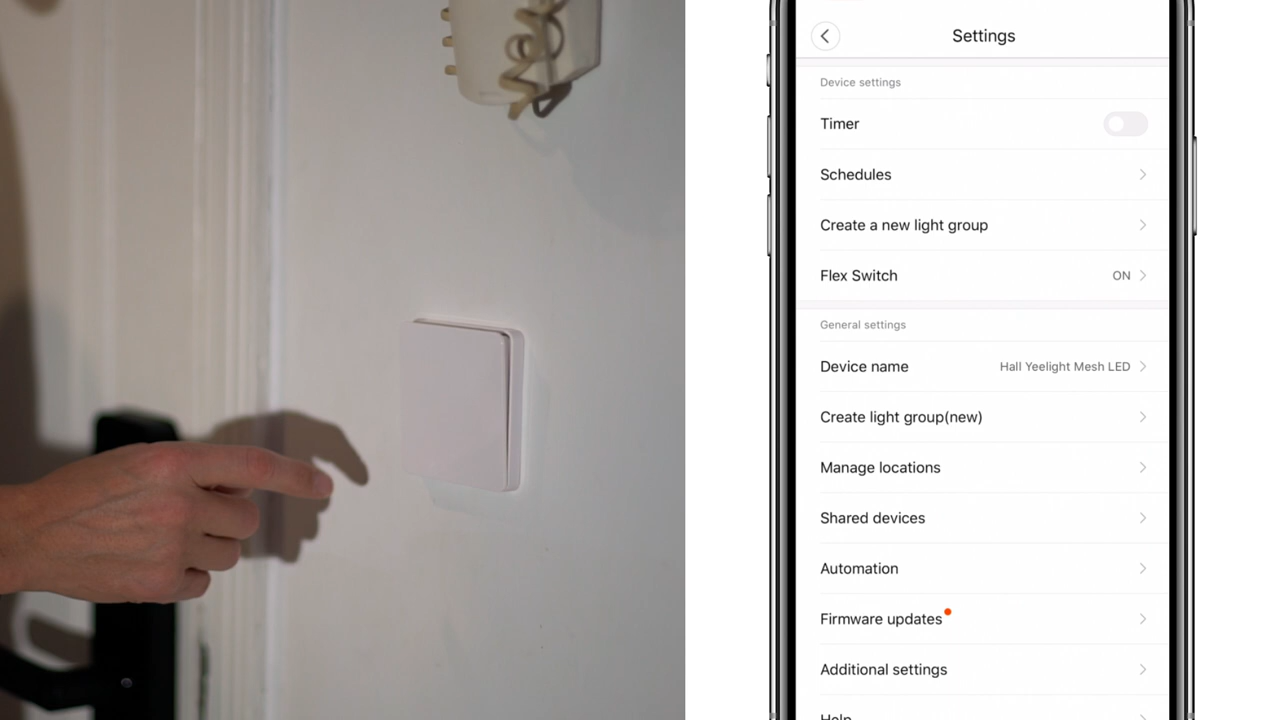 Settings
Device settings
Timer
Schedules
Create a new light group
Flex Switch ON
General settings
Device name Hall Yeelight Mesh LED
Create light group(new)
Manage locations
Shared devices
Automation
Firmware updates
Additional settings
Help